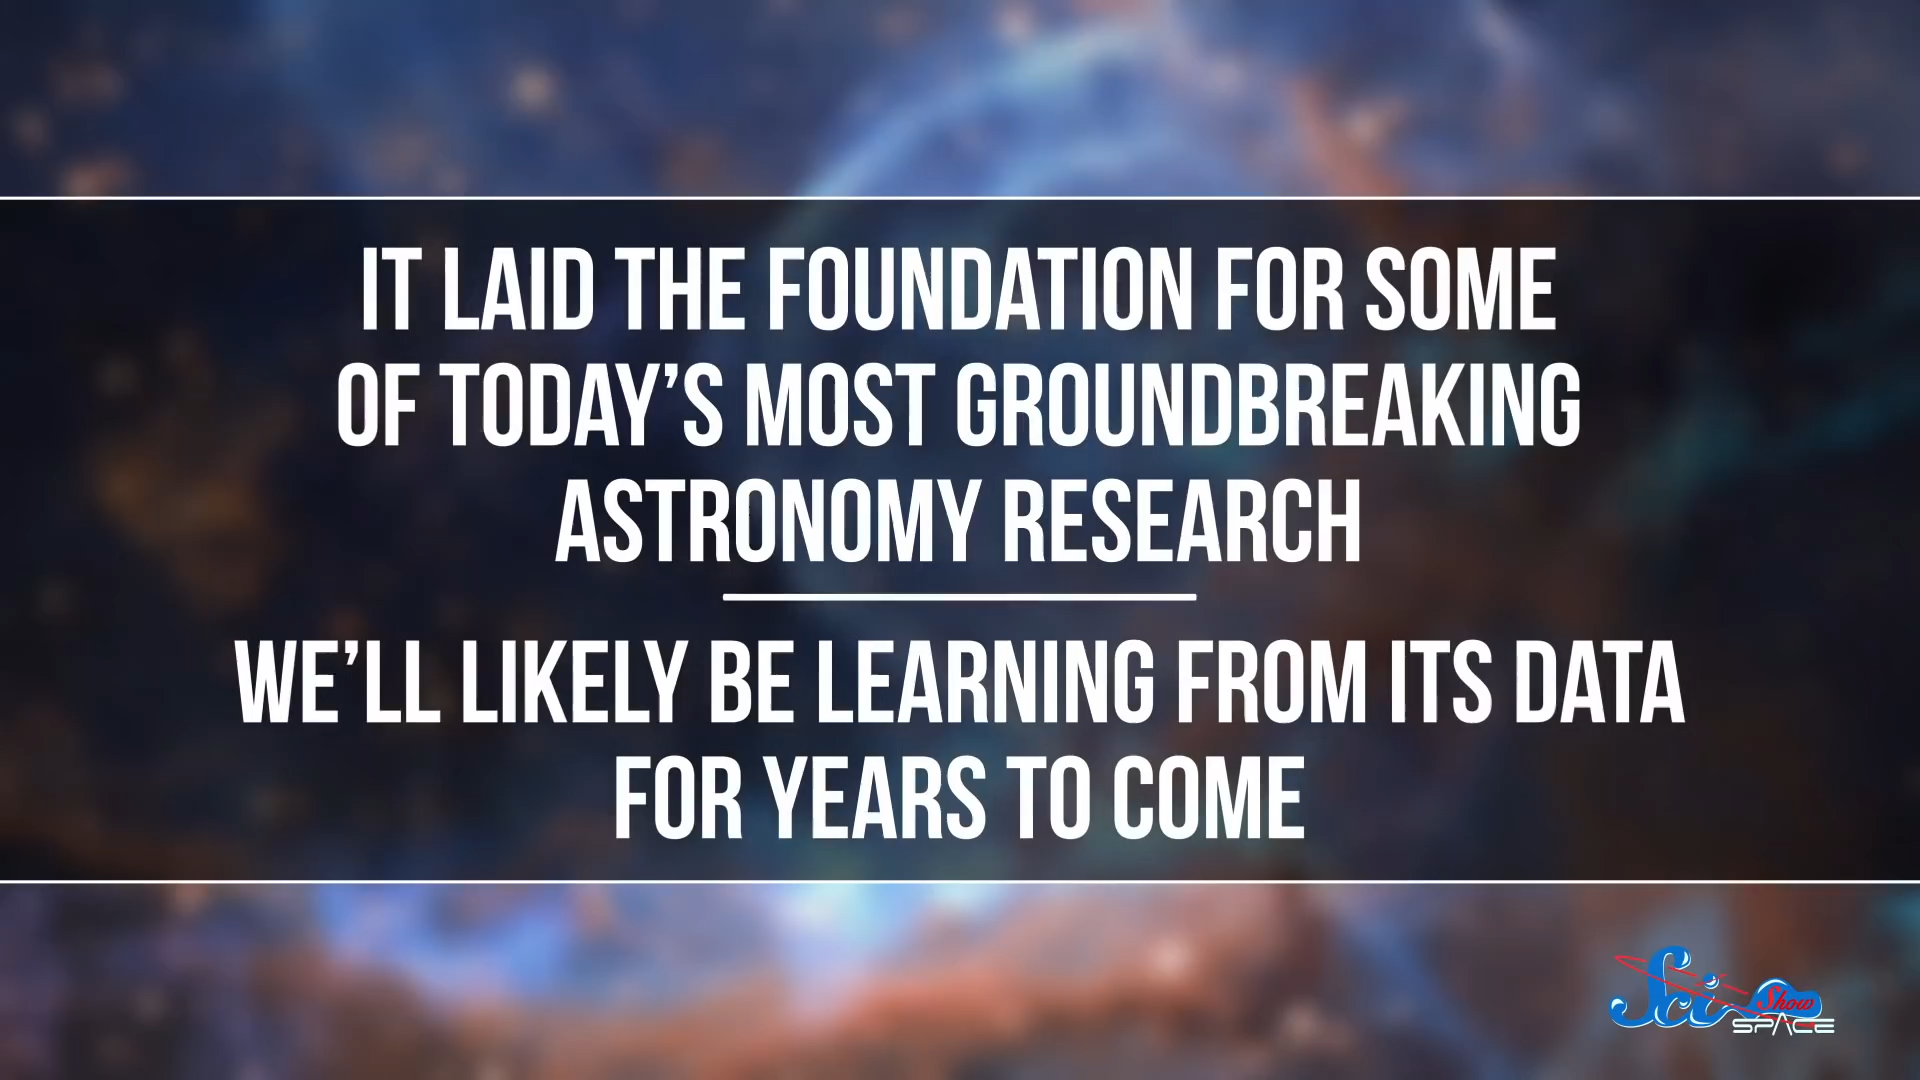 IT LAID THE FOUNDATION FOR SOME
OF TODAY’S MOST GROUNDBREAKING
ASTRONOMY RESEARCH
WE’LL LIKELY BE LEARNING FROM ITS DATA
FOR YEARS TO COME
Sci Show
SPACE